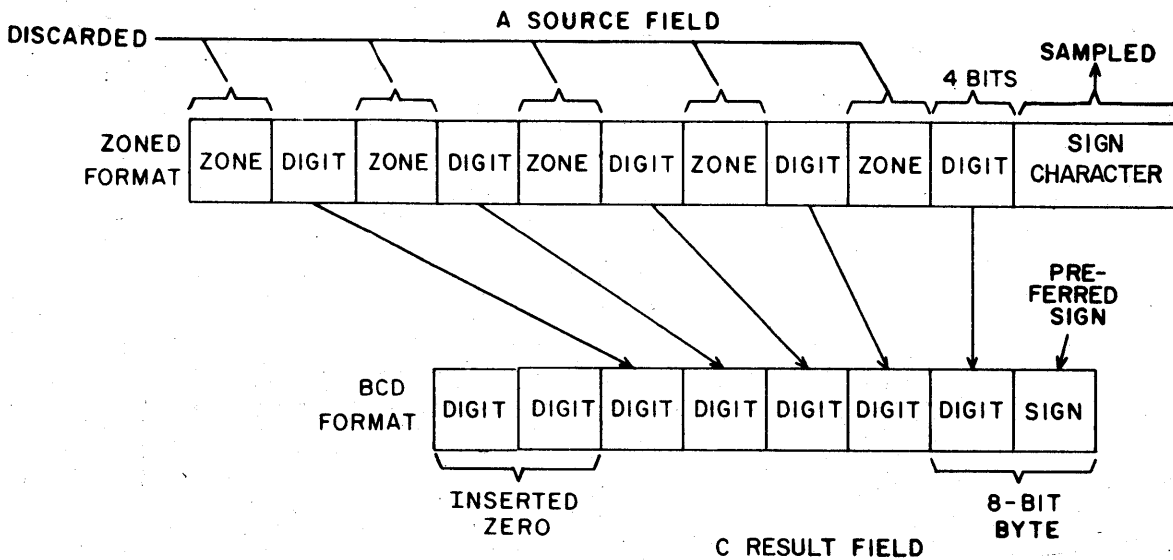 A SOURCE FIELD
DISCARDED
SAMPLED
4 BITS
ZONED FORMAT
ZONE DIGIT ZONE DIGIT ZONE DIGIT ZONE DIGIT ZONE DIGIT SIGN CHARACTER
PRE-
FERRED
SIGN
BCD FORMAT
DIGIT DIGIT DIGIT DIGIT DIGIT DIGIT DIGIT SIGN
INSERTED
ZERO
8-BIT
BYTE
C RESULT FIELD